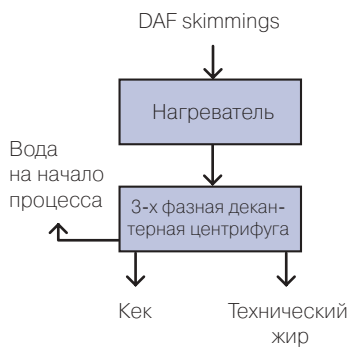 DAF skimmings
Нагреватель
Вода
на начало
процесса
3-х фазная декан-
терная центрифуга
Кек
Технический
жир